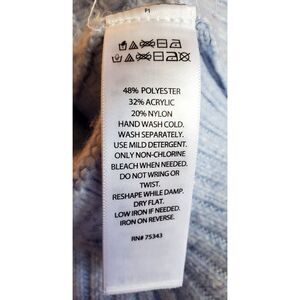 48% POLYESTER
32% ACRYLIC
20% NYLON
HAND WASH COLD.
WASH SEPARATELY.
USE MILD DETERGENT.
ONLY NON-CHLORINE
BLEACH WHEN NEEDED.
DO NOT WRING OR
TWIST.
RESHAPE WHILE DAMP.
DRY FLAT.
LOW IRON IF NEEDED.
IRON ON REVERSE.
RN# 75343